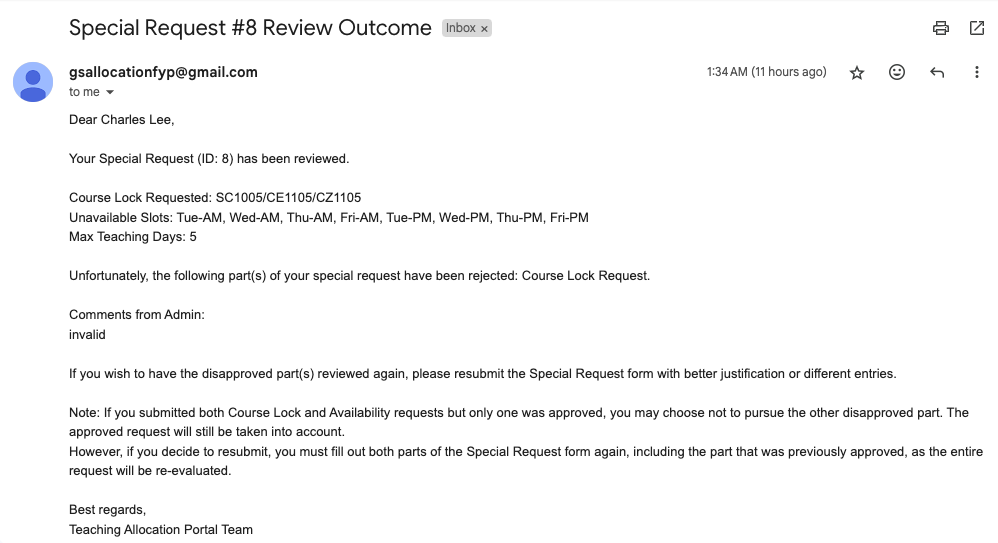 Special Request #8 Review Outcome Inbox ×
gsallocationfyp@gmail.com 1:34 AM (11 hours ago)
to me
Dear Charles Lee,
Your Special Request (ID: 8) has been reviewed.
Course Lock Requested: SC1005/CE1105/CZ1105
Unavailable Slots: Tue-AM, Wed-AM, Thu-AM, Fri-AM, Tue-PM, Wed-PM, Thu-PM, Fri-PM
Max Teaching Days: 5
Unfortunately, the following part(s) of your special request have been rejected: Course Lock Request.
Comments from Admin:
invalid
If you wish to have the disapproved part(s) reviewed again, please resubmit the Special Request form with better justification or different entries.
Note: If you submitted both Course Lock and Availability requests but only one was approved, you may choose not to pursue the other disapproved part. The
approved request will still be taken into account.
However, if you decide to resubmit, you must fill out both parts of the Special Request form again, including the part that was previously approved, as the entire
request will be re-evaluated.
Best regards,
Teaching Allocation Portal Team